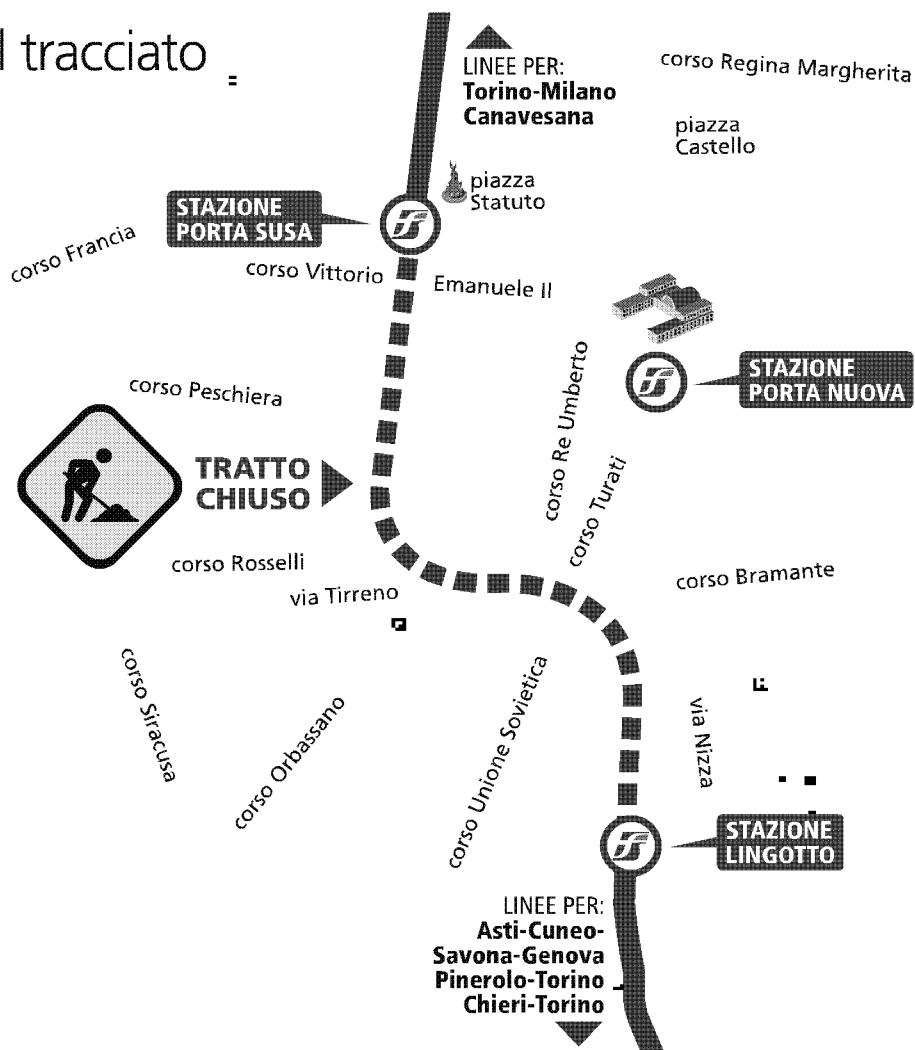 l tracciato
LINEE PER:
Torino-Milano
Canavesana
corso Regina Margherita
piazza
Castello
piazza
Statuto
STAZIONE
PORTA SUSA
corso Francia
corso Vittorio Emanuele II
STAZIONE
PORTA NUOVA
corso Peschiera
corso Re Umberto
TRATTO
CHIUSO
corso Turati
corso Rosselli
via Tirreno
corso Bramante
corso Siracusa
corso Orbassano
corso Unione Sovietica
via Nizza
STAZIONE
LINGOTTO
LINEE PER:
Asti-Cuneo-
Savona-Genova
Pinerolo-Torino
Chieri-Torino